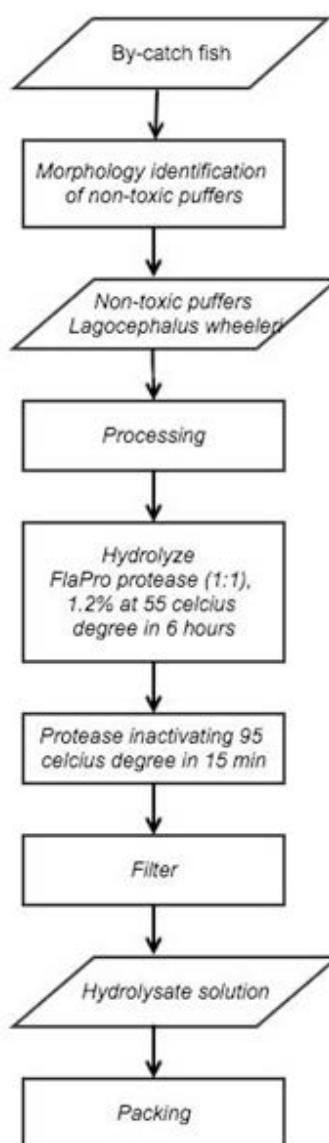 By-catch fish
Morphology identification
of non-toxic puffers
Non-toxic puffers
Lagocephalus wheeleri
Processing
Hydrolyze
FlaPro protease (1:1),
1.2% at 55 celcius
degree in 6 hours
Protease inactivating 95
celcius degree in 15 min
Filter
Hydrolysate solution
Packing